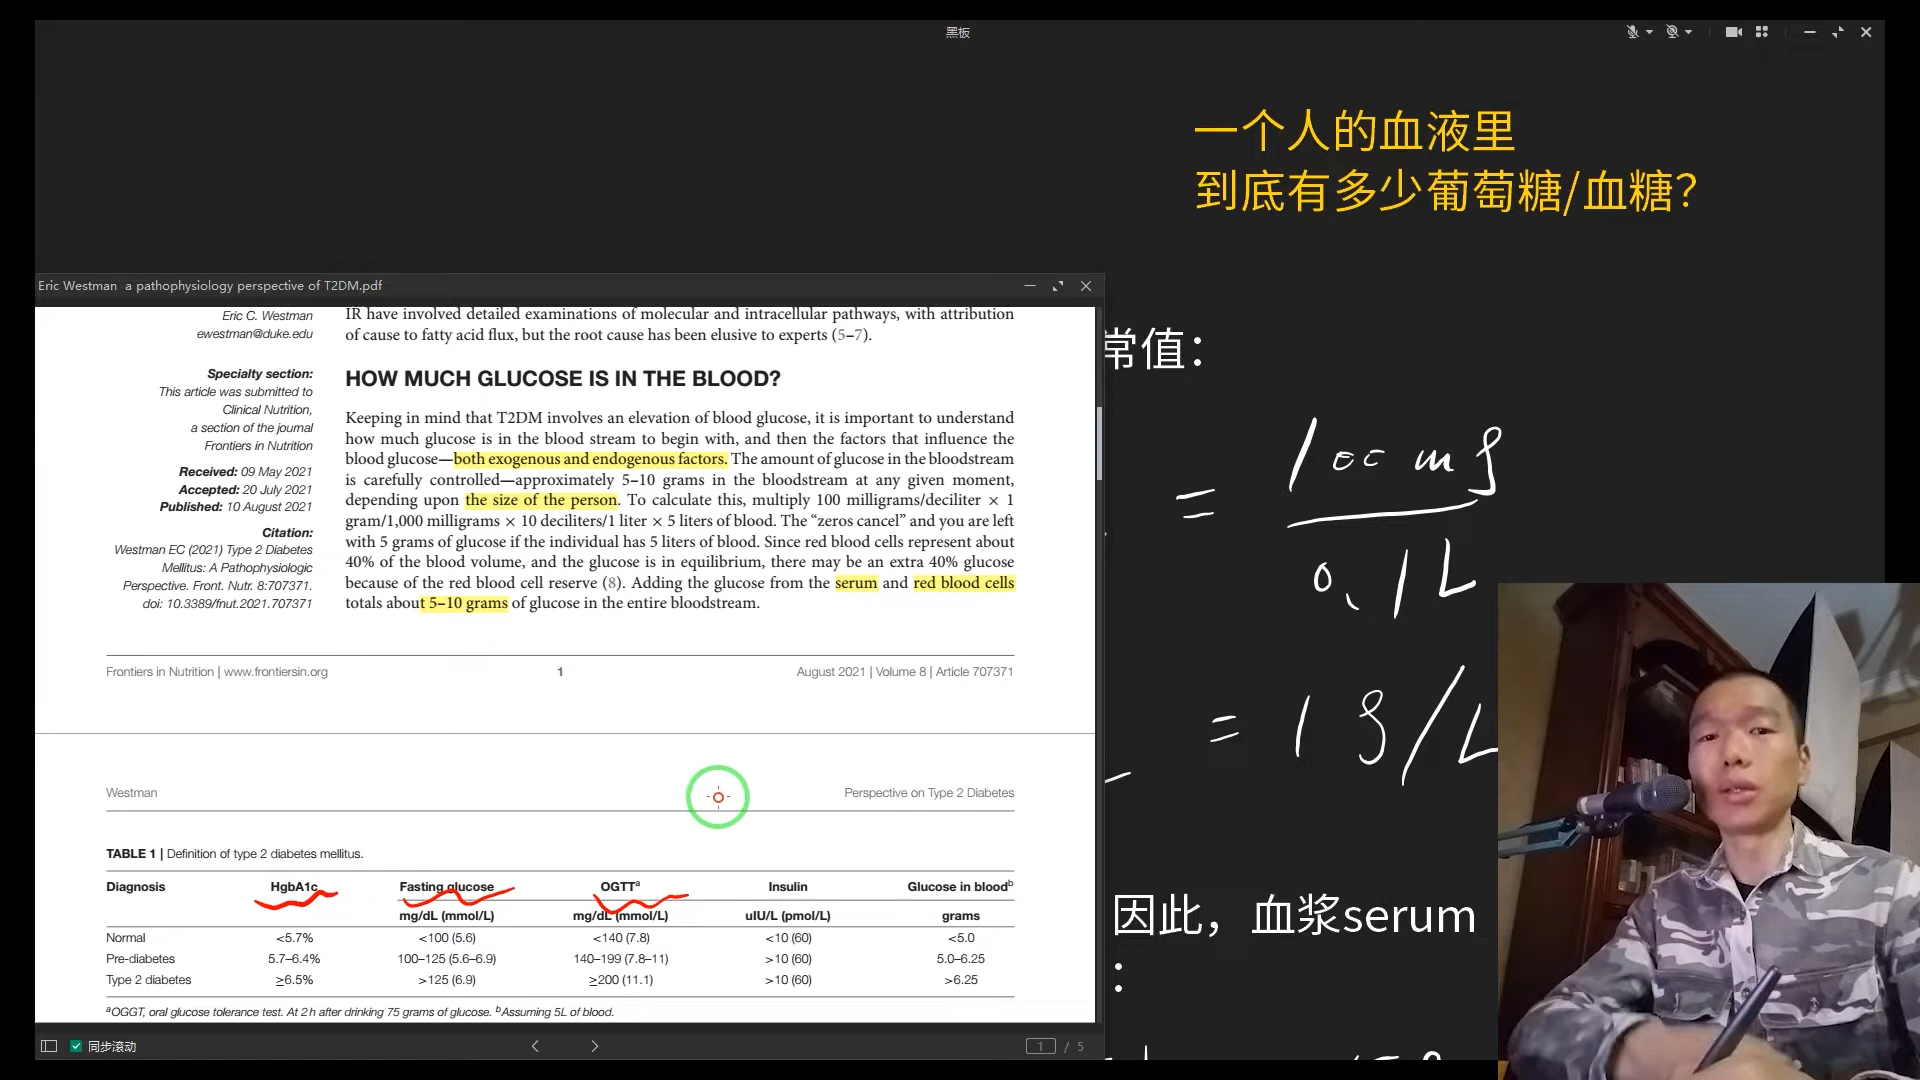 黑板
一个人的血液里
到底有多少葡萄糖/血糖？
Eric Westman a pathophysiology perspective of T2DM.pdf
Eric C. Westman
ewestman@duke.edu
Specialty section:
This article was submitted to
Clinical Nutrition,
a section of the journal
Frontiers in Nutrition
Received: 09 May 2021
Accepted: 20 July 2021
Published: 10 August 2021
Citation:
Westman EC (2021) Type 2 Diabetes
Mellitus: A Pathophysiologic
Perspective. Front. Nutr. 8:707371.
doi: 10.3389/fnut.2021.707371
IR have involved detailed examinations of molecular and intracellular pathways, with attribution
of cause to fatty acid flux, but the root cause has been elusive to experts (5–7).
HOW MUCH GLUCOSE IS IN THE BLOOD?
Keeping in mind that T2DM involves an elevation of blood glucose, it is important to understand
how much glucose is in the blood stream to begin with, and then the factors that influence the
blood glucose—both exogenous and endogenous factors. The amount of glucose in the bloodstream
is carefully controlled—approximately 5–10 grams in the bloodstream at any given moment,
depending upon the size of the person. To calculate this, multiply 100 milligrams/deciliter × 1
gram/1,000 milligrams × 10 deciliters/1 liter × 5 liters of blood. The “zeros cancel” and you are left
with 5 grams of glucose if the individual has 5 liters of blood. Since red blood cells represent about
40% of the blood volume, and the glucose is in equilibrium, there may be an extra 40% glucose
because of the red blood cell reserve (8). Adding the glucose from the serum and red blood cells
totals about 5–10 grams of glucose in the entire bloodstream.
Frontiers in Nutrition | www.frontiersin.org 1 August 2021 | Volume 8 | Article 707371
Westman Perspective on Type 2 Diabetes
TABLE 1 | Definition of type 2 diabetes mellitus.
Diagnosis HgbA1c Fasting glucose OGTTa Insulin Glucose in bloodb
mg/dL (mmol/L) mg/dL (mmol/L) uIU/L (pmol/L) grams
Normal <5.7% <100 (5.6) <140 (7.8) <10 (60) <5.0
Pre-diabetes 5.7–6.4% 100–125 (5.6–6.9) 140–199 (7.8–11) >10 (60) 5.0–6.25
Type 2 diabetes ≥6.5% >125 (6.9) ≥200 (11.1) >10 (60) >6.25
aOGGT, oral glucose tolerance test. At 2 h after drinking 75 grams of glucose. bAssuming 5L of blood.
同步滚动 1 / 5
常值：
= 100 mg
0.1L
= 1 g/L
因此，血浆serum
：